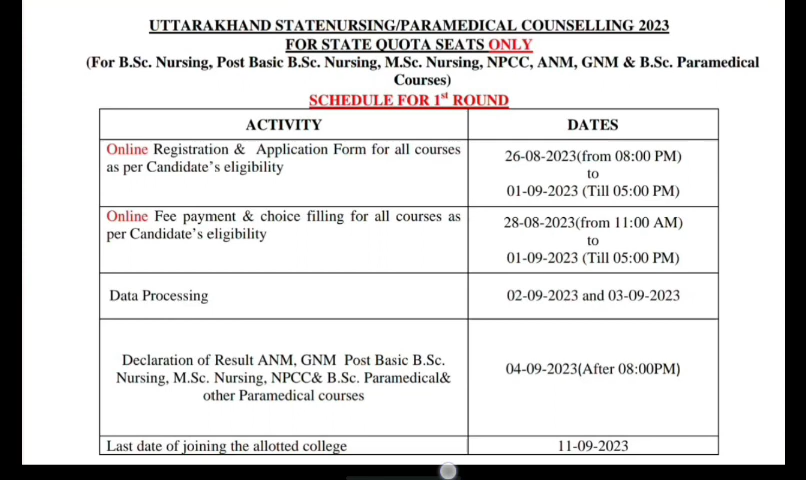 UTTARAKHAND STATENURSING/PARAMEDICAL COUNSELLING 2023
FOR STATE QUOTA SEATS ONLY
(For B.Sc. Nursing, Post Basic B.Sc. Nursing, M.Sc. Nursing, NPCC, ANM, GNM & B.Sc. Paramedical
Courses)
SCHEDULE FOR 1st ROUND
ACTIVITY
DATES
Online Registration & Application Form for all courses
as per Candidate's eligibility
26-08-2023(from 08:00 PM)
to
01-09-2023 (Till 05:00 PM)
Online Fee payment & choice filling for all courses as
per Candidate's eligibility
28-08-2023(from 11:00 AM)
to
01-09-2023 (Till 05:00 PM)
Data Processing
02-09-2023 and 03-09-2023
Declaration of Result ANM, GNM Post Basic B.Sc.
Nursing, M.Sc. Nursing, NPCC& B.Sc. Paramedical&
other Paramedical courses
04-09-2023(After 08:00PM)
Last date of joining the allotted college
11-09-2023